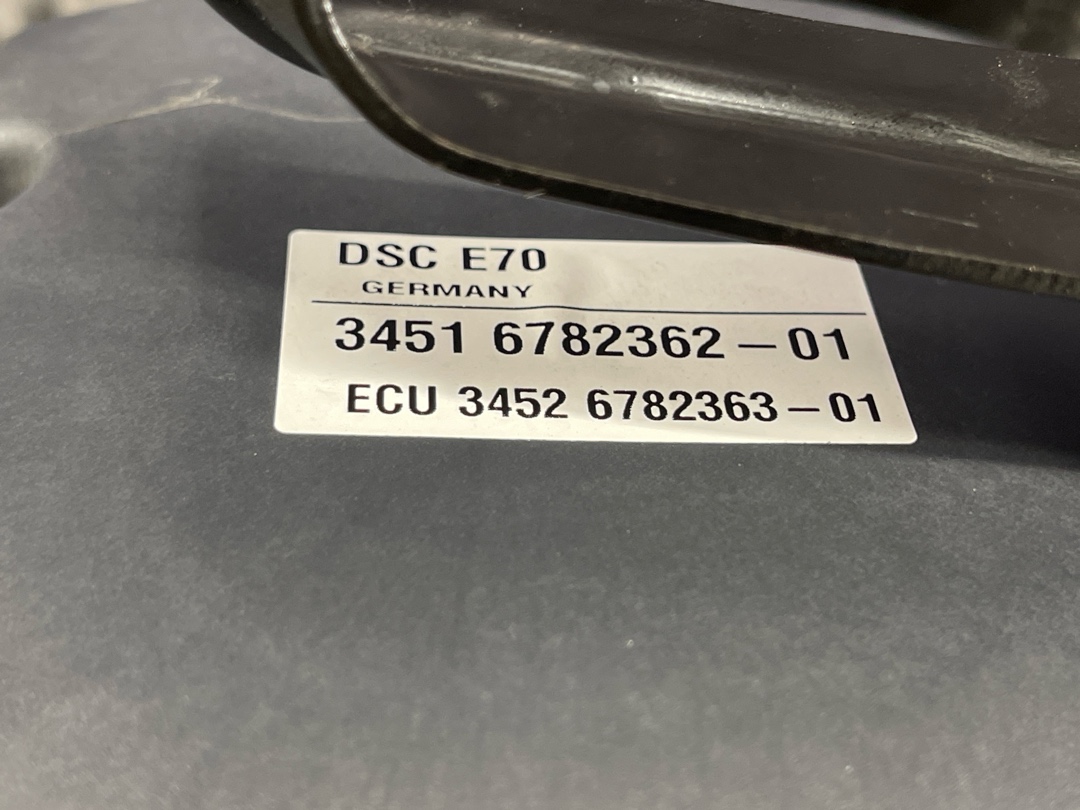 DSC E70
GERMANY
3451 6782362-01
ECU 3452 6782363-01